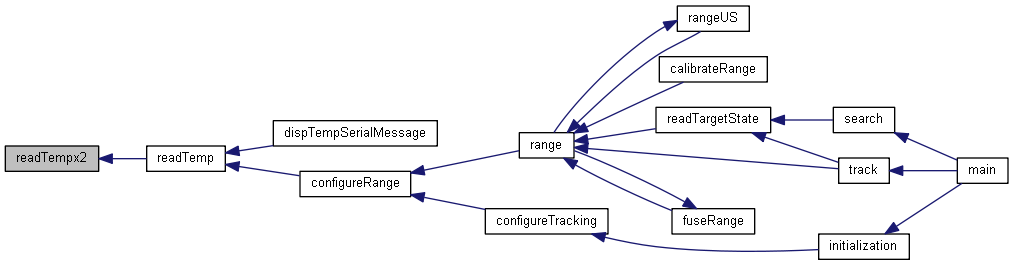 readTempx2
readTemp
dispTempSerialMessage
configureRange
range
configureTracking
rangeUS
calibrateRange
readTargetState
track
fuseRange
initialization
search
main